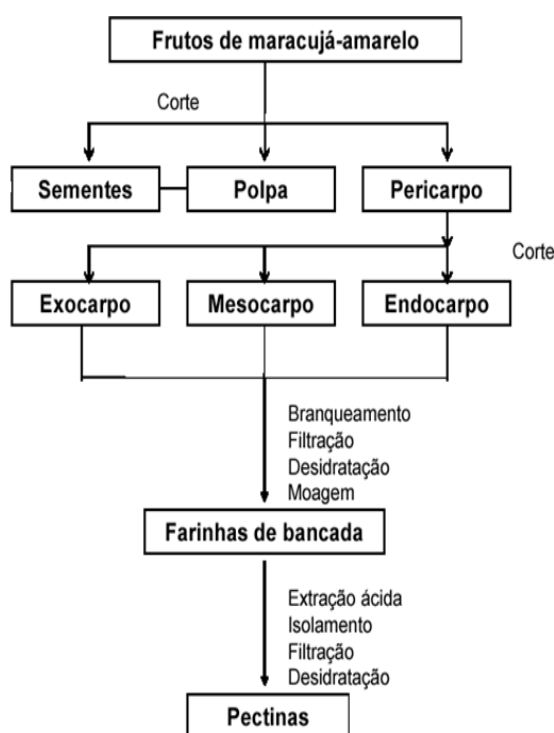 Frutos de maracujá-amarelo
Corte
Sementes
Polpa
Pericarpo
Corte
Exocarpo
Mesocarpo
Endocarpo
Branqueamento
Filtração
Desidratação
Moagem
Farinhas de bancada
Extração ácida
Isolamento
Filtração
Desidratação
Pectinas